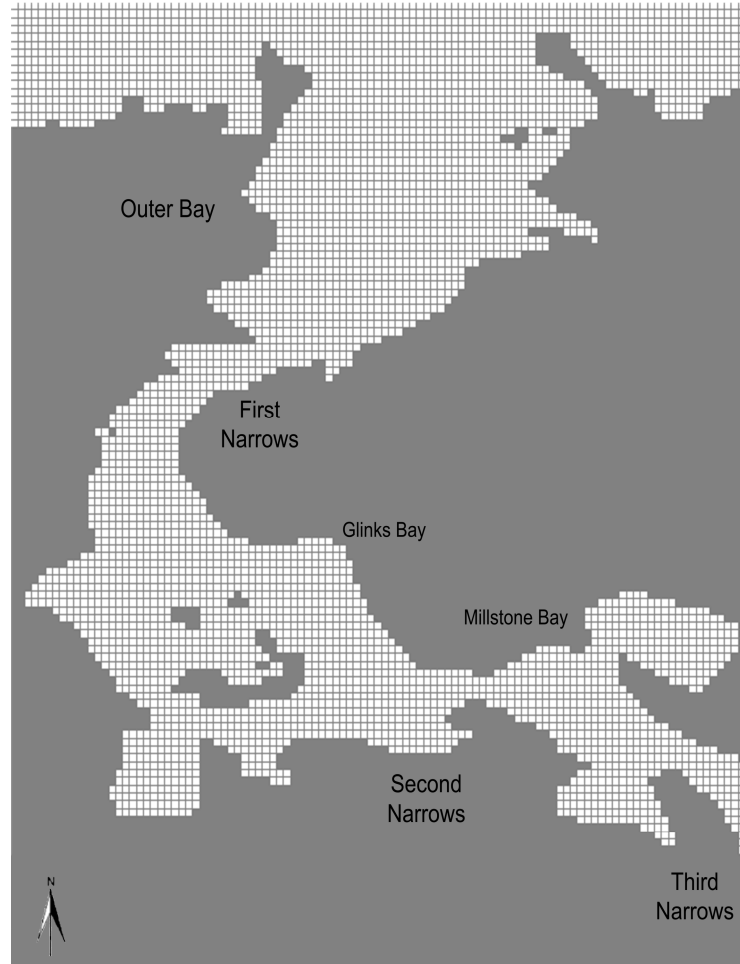 Outer Bay
First
Narrows
Glinks Bay
Millstone Bay
Second
Narrows
Third
Narrows
N